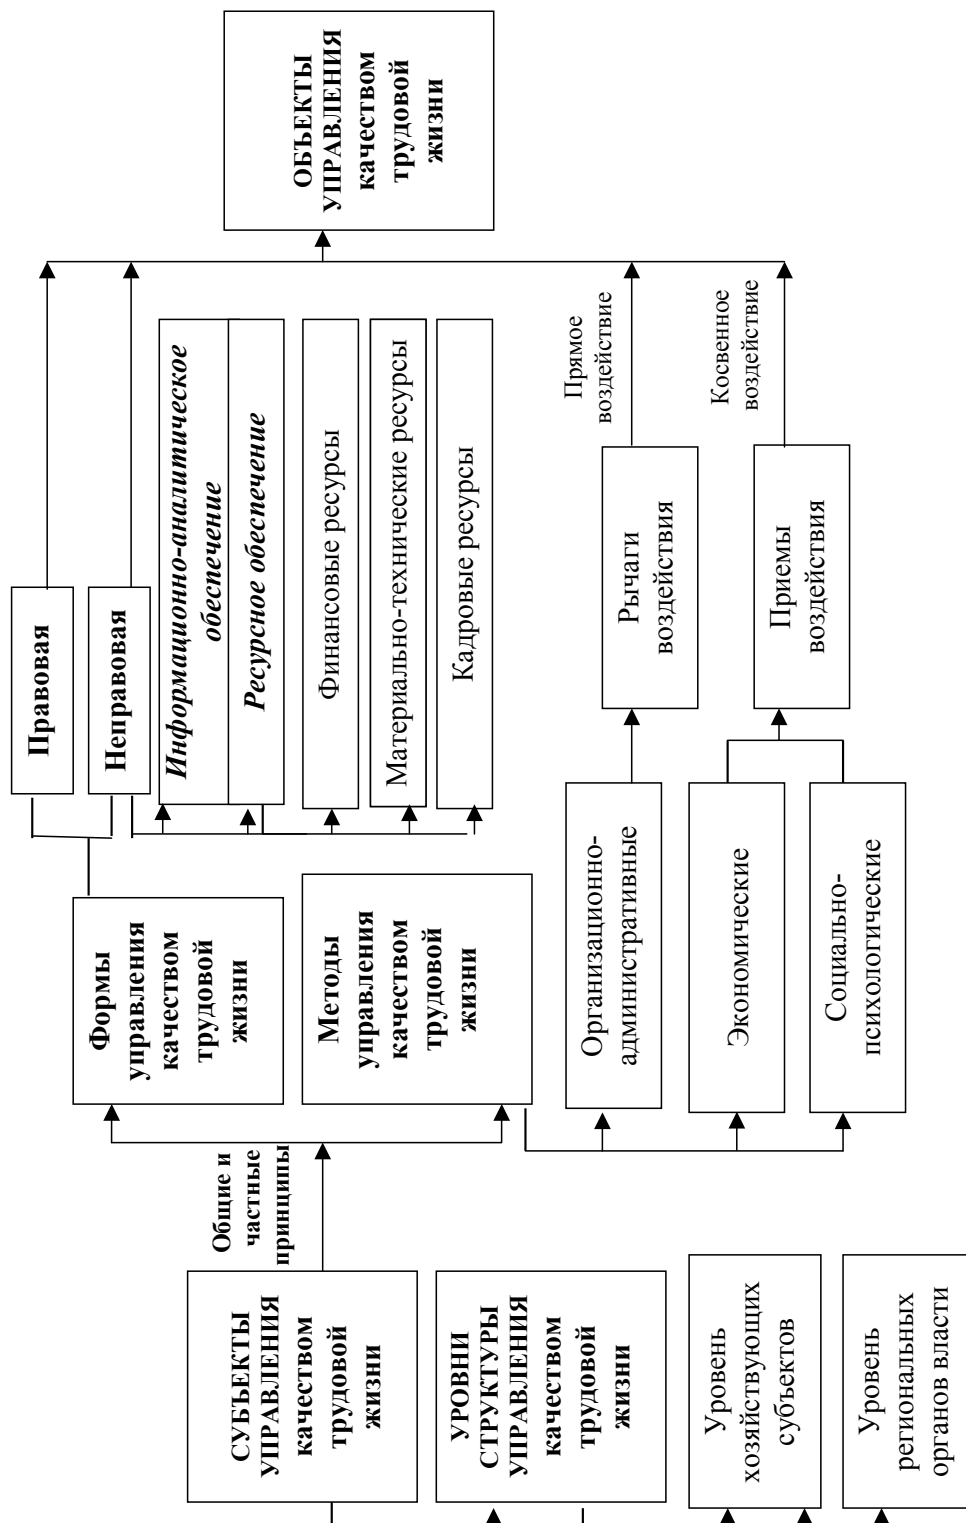 СУБЪЕКТЫ
УПРАВЛЕНИЯ
качеством
трудовой
жизни
УРОВНИ
СТРУКТУРЫ
УПРАВЛЕНИЯ
качеством
трудовой
жизни
Уровень
хозяйствующих
субъектов
Уровень
региональных
органов власти
Общие и
частные
принципы
Формы
управления
качеством
трудовой
жизни
Методы
управления
качеством
трудовой
жизни
Организационно-
административные
Экономические
Социально-
психологические
Правовая
Неправовая
Информационно-аналитическое
обеспечение
Ресурсное обеспечение
Финансовые ресурсы
Материально-технические ресурсы
Кадровые ресурсы
Рычаги
воздействия
Приемы
воздействия
Прямое
воздействие
Косвенное
воздействие
ОБЪЕКТЫ
УПРАВЛЕНИЯ
качеством
трудовой
жизни